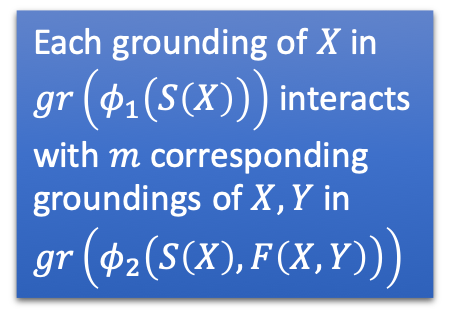 Each grounding of 𝑋 in
𝑔𝑟(𝜙₁(𝑆(𝑋))) interacts
with 𝑚 corresponding
groundings of 𝑋, 𝑌 in
𝑔𝑟(𝜙₂(𝑆(𝑋), 𝐹(𝑋, 𝑌)))